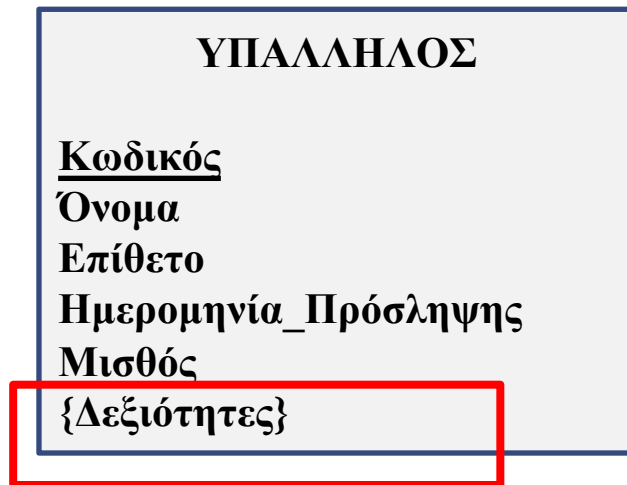 ΥΠΑΛΛΗΛΟΣ
Κωδικός
Όνομα
Επίθετο
Ημερομηνία_Πρόσληψης
Μισθός
{Δεξιότητες}